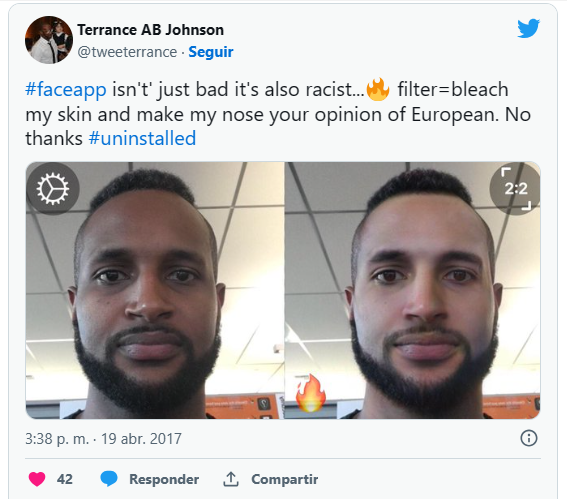 Terrance AB Johnson
@tweeterrance · Seguir
#faceapp isn't' just bad it's also racist...🔥 filter=bleach
my skin and make my nose your opinion of European. No
thanks #uninstalled
2:2
3:38 p. m. · 19 abr. 2017
42 Responder Compartir